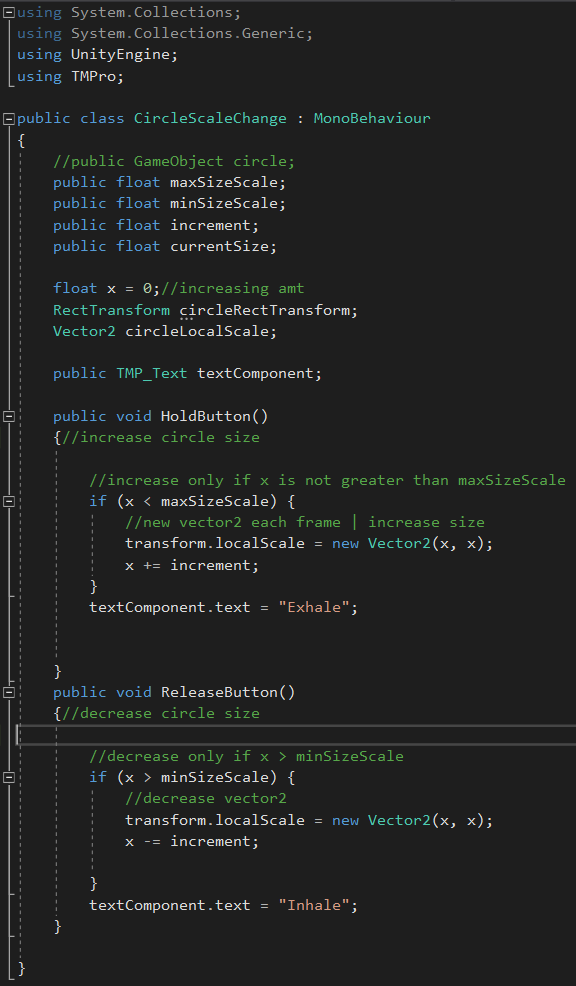 using System.Collections;
using System.Collections.Generic;
using UnityEngine;
using TMPro;

public class CircleScaleChange : MonoBehaviour
{
    //public GameObject circle;
    public float maxSizeScale;
    public float minSizeScale;
    public float increment;
    public float currentSize;

    float x = 0;//increasing amt
    RectTransform circleRectTransform;
    Vector2 circleLocalScale;

    public TMP_Text textComponent;

    public void HoldButton()
    {//increase circle size

        //increase only if x is not greater than maxSizeScale
        if (x < maxSizeScale) {
            //new vector2 each frame | increase size
            transform.localScale = new Vector2(x, x);
            x += increment;
        }
        textComponent.text = "Exhale";


    }
    public void ReleaseButton()
    {//decrease circle size

        //decrease only if x > minSizeScale
        if (x > minSizeScale) {
            //decrease vector2
            transform.localScale = new Vector2(x, x);
            x -= increment;

        }
        textComponent.text = "Inhale";
    }

}